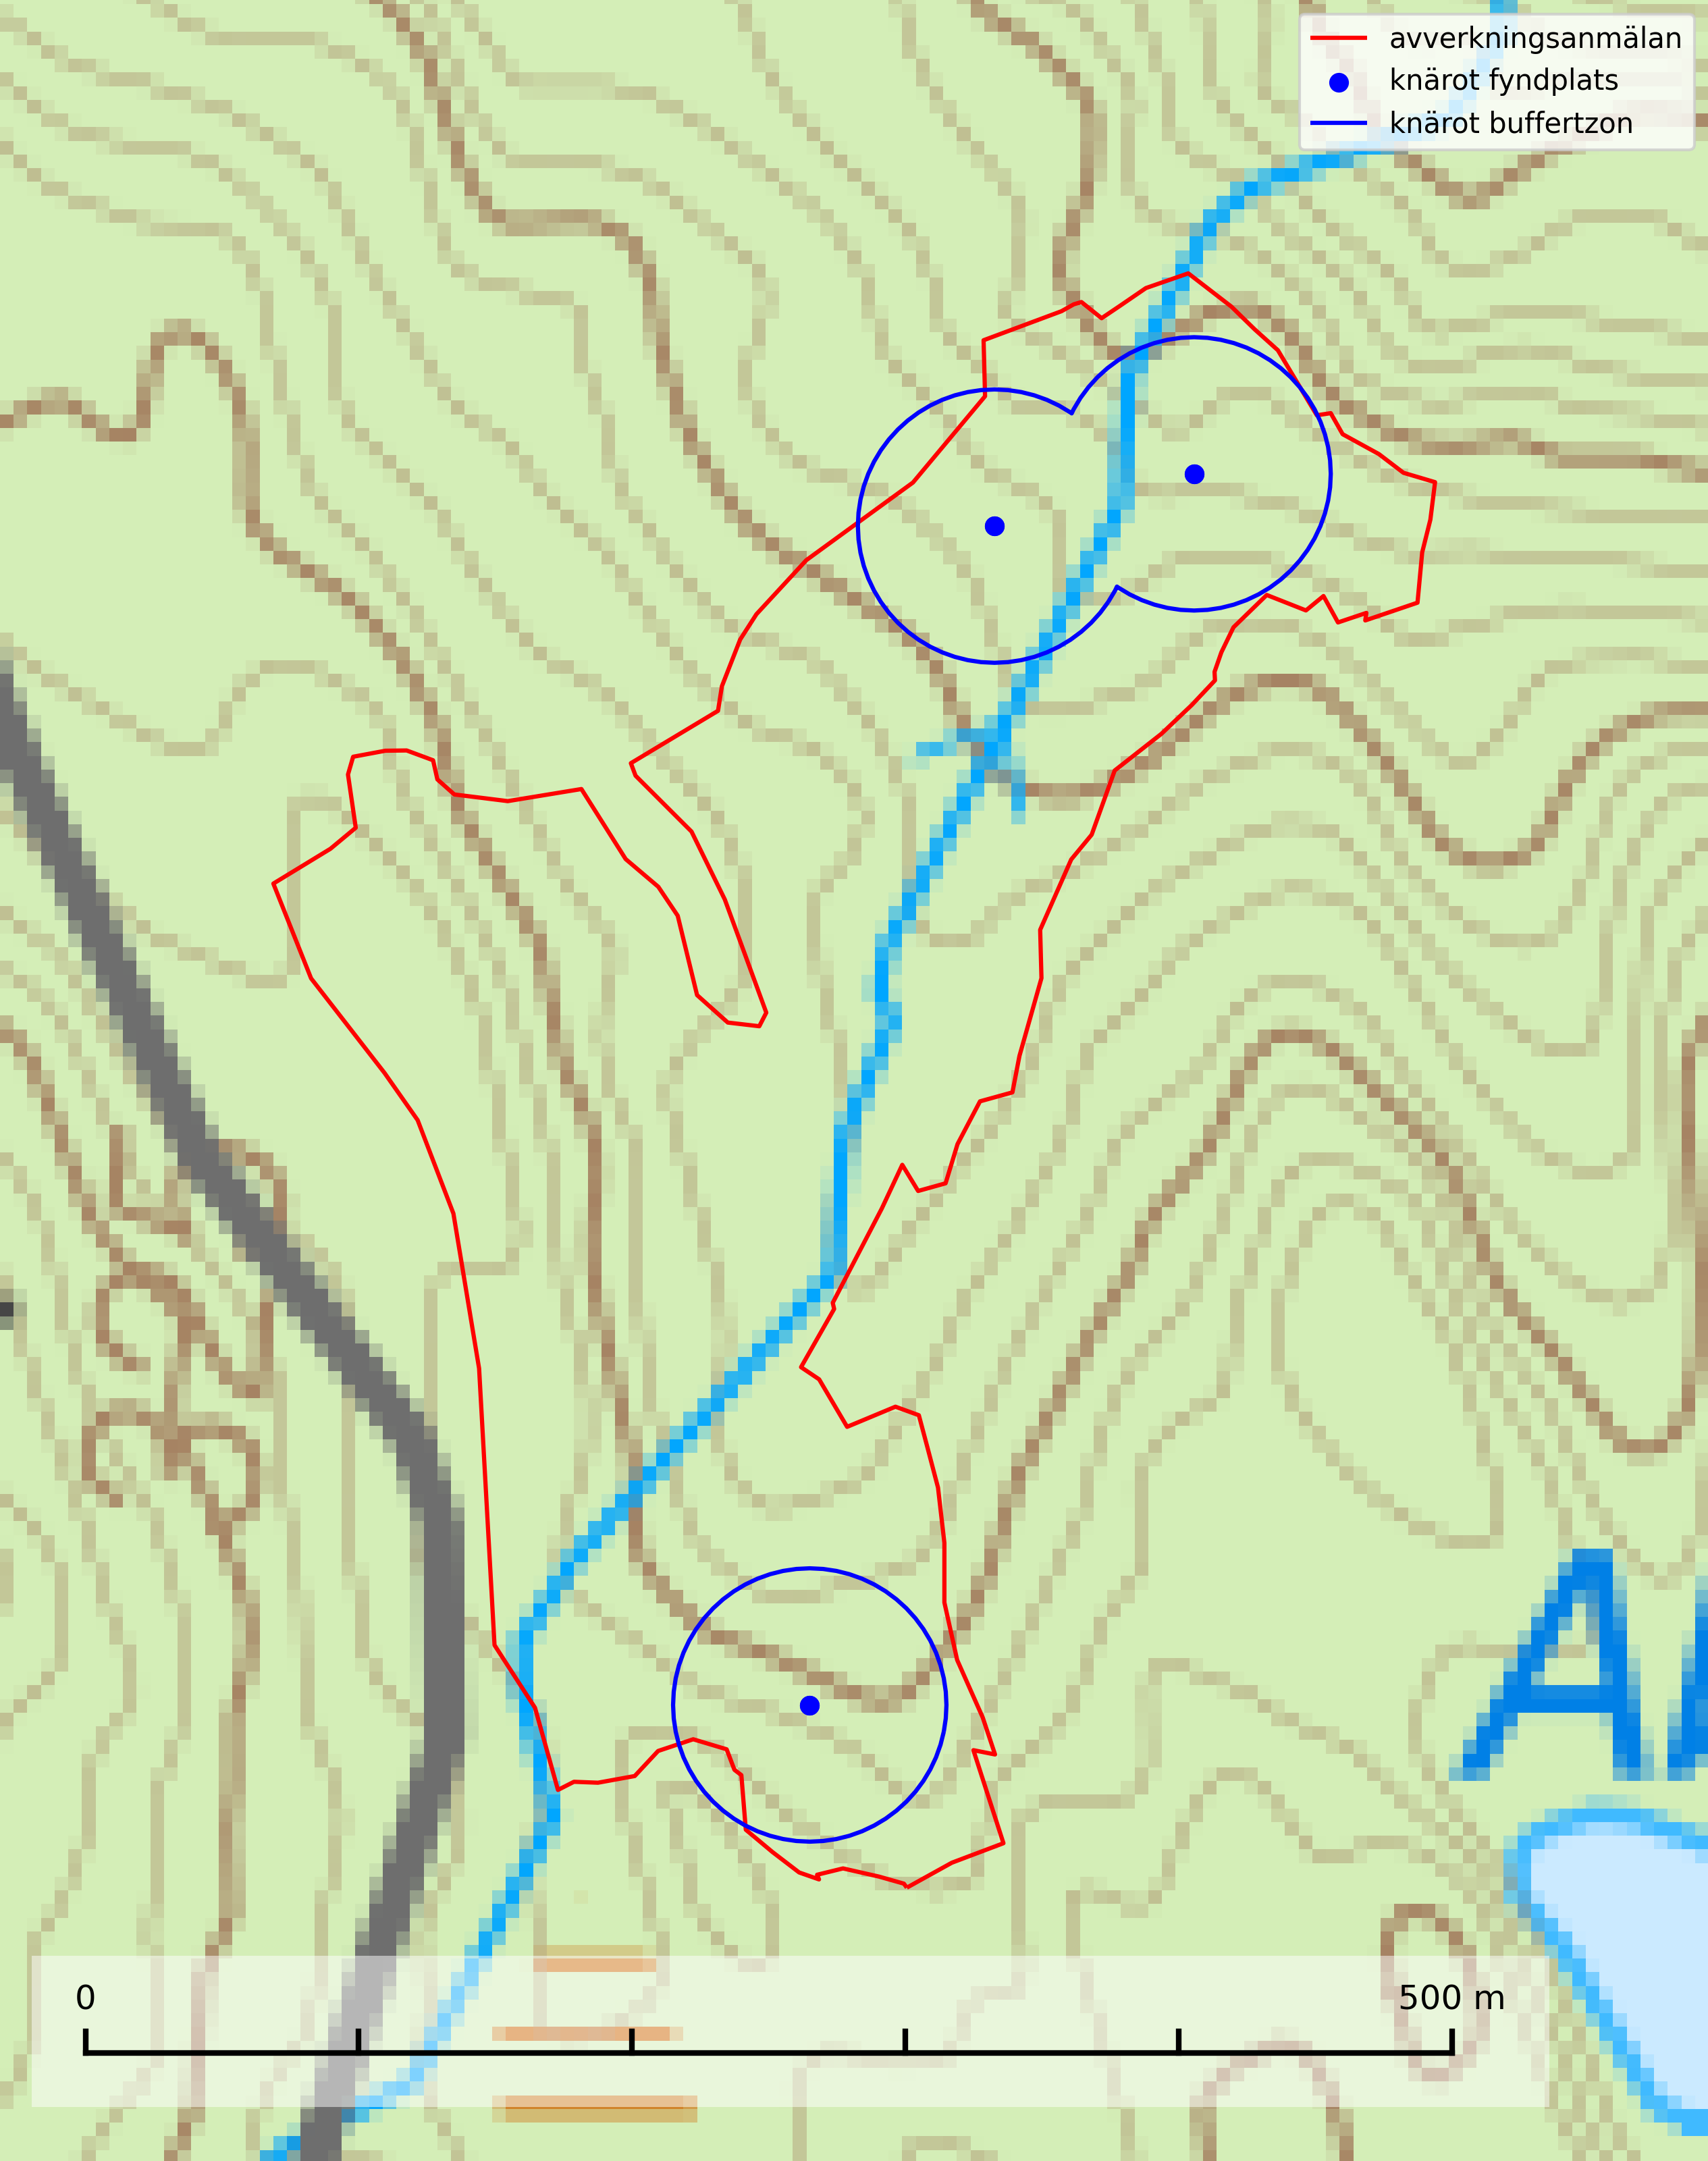 avverkningsanmälan
knärot fyndplats
knärot buffertzon
0
500 m